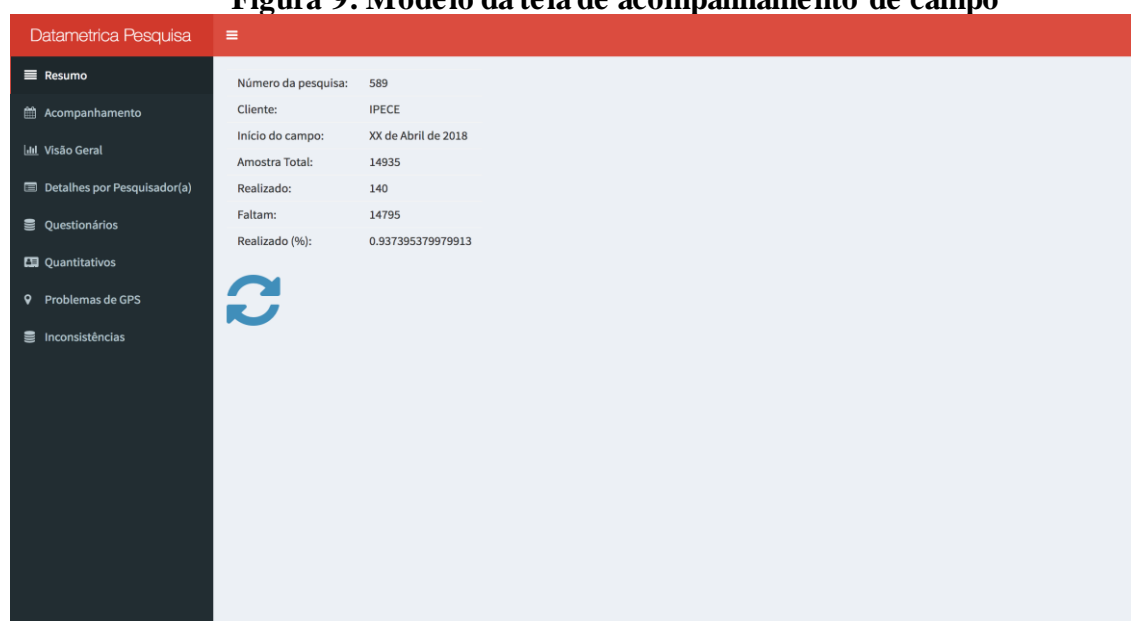 Figura 9: Modelo da tela de acompanhamento de campo
Datametrica Pesquisa
Resumo
Acompanhamento
Visão Geral
Detalhes por Pesquisador(a)
Questionários
Quantitativos
Problemas de GPS
Inconsistências
Número da pesquisa: 589
Cliente: IPECE
Início do campo: XX de Abril de 2018
Amostra Total: 14935
Realizado: 140
Faltam: 14795
Realizado (%): 0.937395379979913